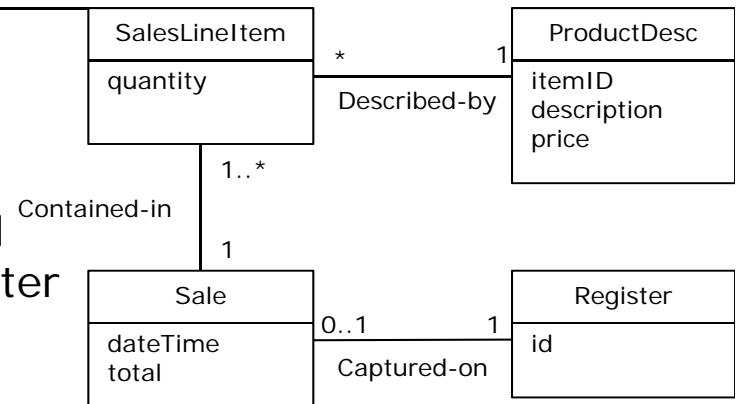 SalesLineItem
quantity
* 1
Described-by
ProductDesc
itemID
description
price
1..*
Contained-in
1
ter
Sale
dateTime
total
0..1 1
Captured-on
Register
id